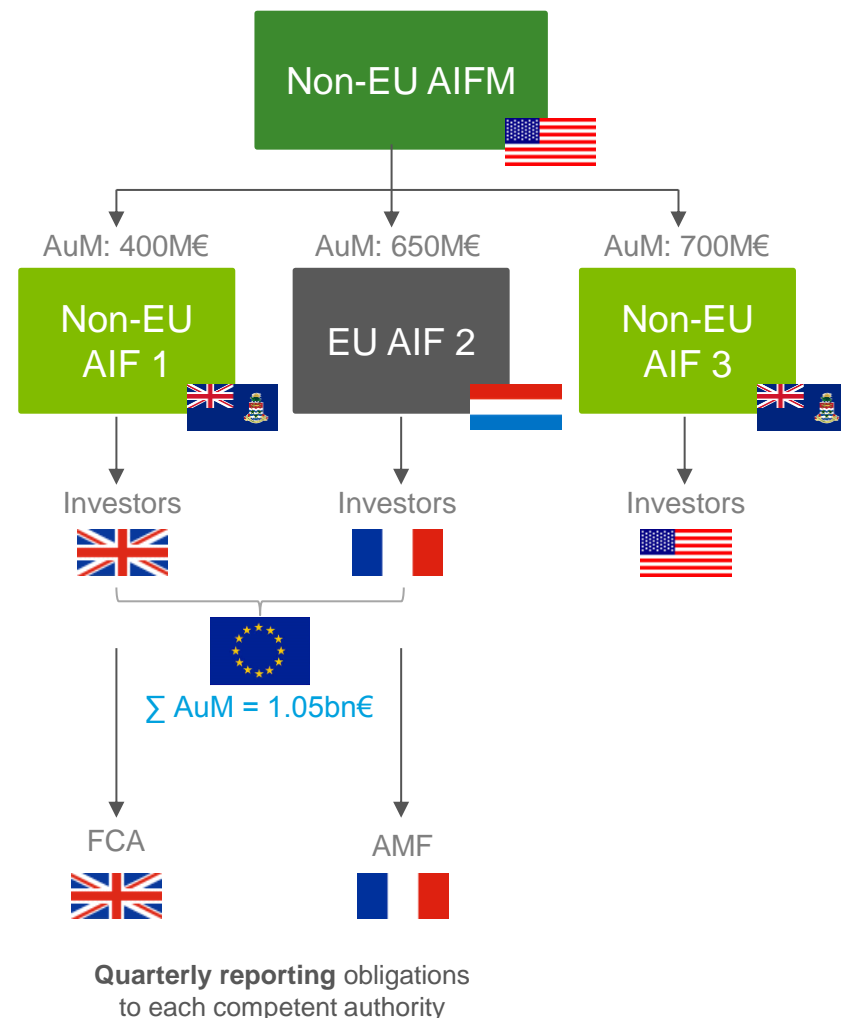 Non-EU AIFM
AuM: 400M€
AuM: 650M€
AuM: 700M€
Non-EU
AIF 1
EU AIF 2
Non-EU
AIF 3
Investors
Investors
Investors
∑ AuM = 1.05bn€
FCA
AMF
Quarterly reporting obligations
to each competent authority